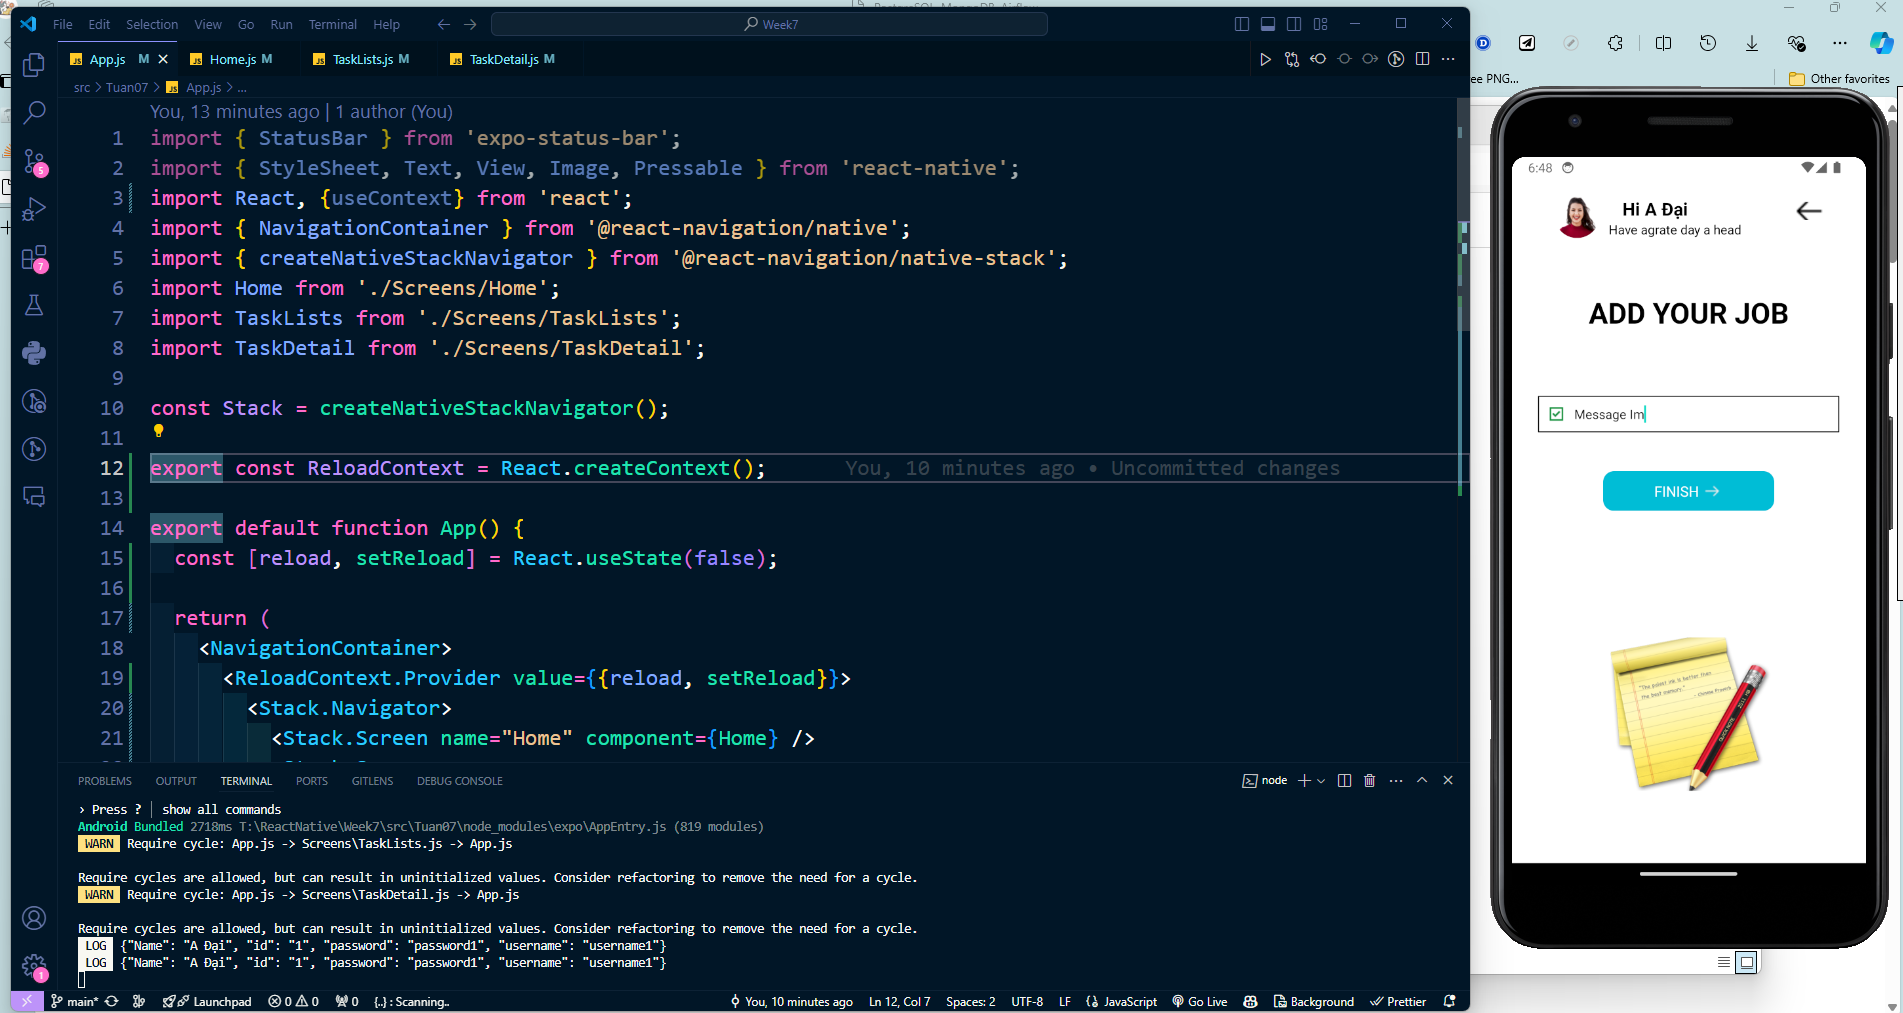 File Edit Selection View Go Run Terminal Help
Week7
App.js M
Home.js M
TaskLists.js M
TaskDetail.js M
src > Tuan07 > App.js > ...
You, 13 minutes ago | 1 author (You)
1 import { StatusBar } from 'expo-status-bar';
2 import { StyleSheet, Text, View, Image, Pressable } from 'react-native';
3 import React, {useContext} from 'react';
4 import { NavigationContainer } from '@react-navigation/native';
5 import { createNativeStackNavigator } from '@react-navigation/native-stack';
6 import Home from './Screens/Home';
7 import TaskLists from './Screens/TaskLists';
8 import TaskDetail from './Screens/TaskDetail';
9
10 const Stack = createNativeStackNavigator();
11
12 export const ReloadContext = React.createContext(); You, 10 minutes ago • Uncommitted changes
13
14 export default function App() {
15 const [reload, setReload] = React.useState(false);
16
17 return (
18 <NavigationContainer>
19 <ReloadContext.Provider value={{reload, setReload}}>
20 <Stack.Navigator>
21 <Stack.Screen name="Home" component={Home} />
PROBLEMS OUTPUT TERMINAL PORTS GITLENS DEBUG CONSOLE
node
› Press ? │ show all commands
Android Bundled 2718ms T:\ReactNative\Week7\src\Tuan07\node_modules\expo\AppEntry.js (819 modules)
WARN Require cycle: App.js -> Screens\TaskLists.js -> App.js
Require cycles are allowed, but can result in uninitialized values. Consider refactoring to remove the need for a cycle.
WARN Require cycle: App.js -> Screens\TaskDetail.js -> App.js
Require cycles are allowed, but can result in uninitialized values. Consider refactoring to remove the need for a cycle.
LOG {"Name": "A Đại", "id": "1", "password": "password1", "username": "username1"}
LOG {"Name": "A Đại", "id": "1", "password": "password1", "username": "username1"}
main* Launchpad 0 0 0 {..} : Scanning.. You, 10 minutes ago Ln 12, Col 7 Spaces: 2 UTF-8 LF JavaScript Go Live Background Prettier
5
7
1
ee PNG...
Other favorites
6:48
Hi A Đại
Have agrate day a head
ADD YOUR JOB
Message Im
FINISH →
"The palest ink is better than
the best memory."
- Chinese Proverb